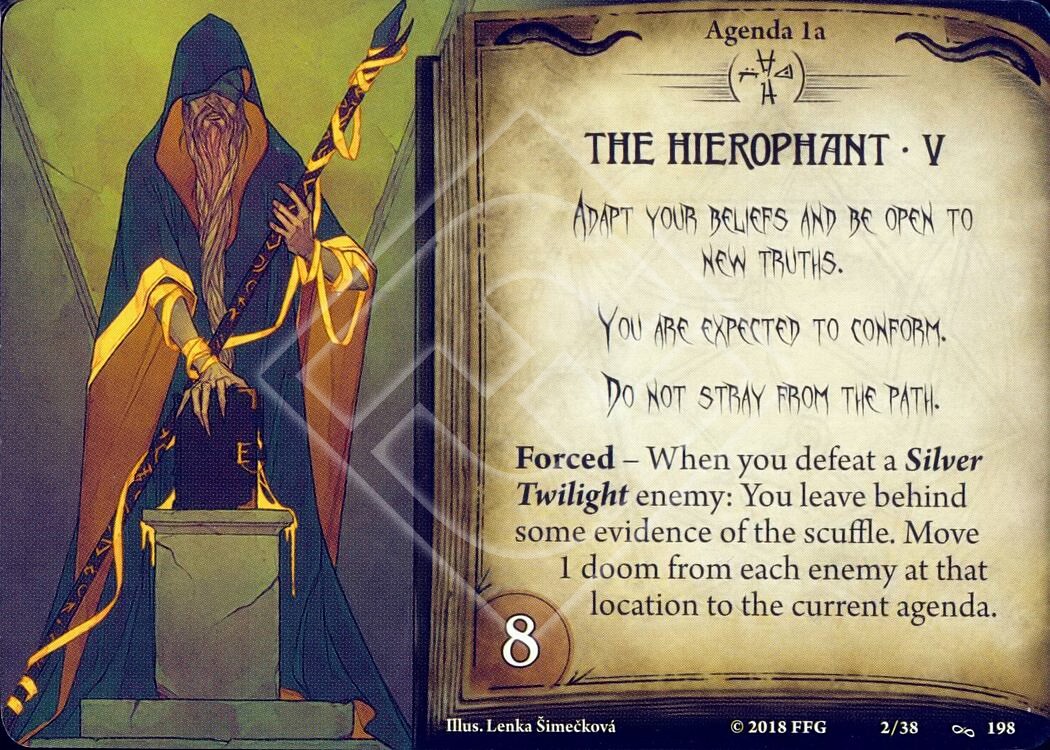 Agenda 1a
THE HIEROPHANT · V
ADAPT YOUR BELIEFS AND BE OPEN TO
NEW TRUTHS.
YOU ARE EXPECTED TO CONFORM.
DO NOT STRAY FROM THE PATH.
Forced – When you defeat a Silver
Twilight enemy: You leave behind
some evidence of the scuffle. Move
1 doom from each enemy at that
location to the current agenda.
8
E
Illus. Lenka Šimečková
© 2018 FFG
2/38
198